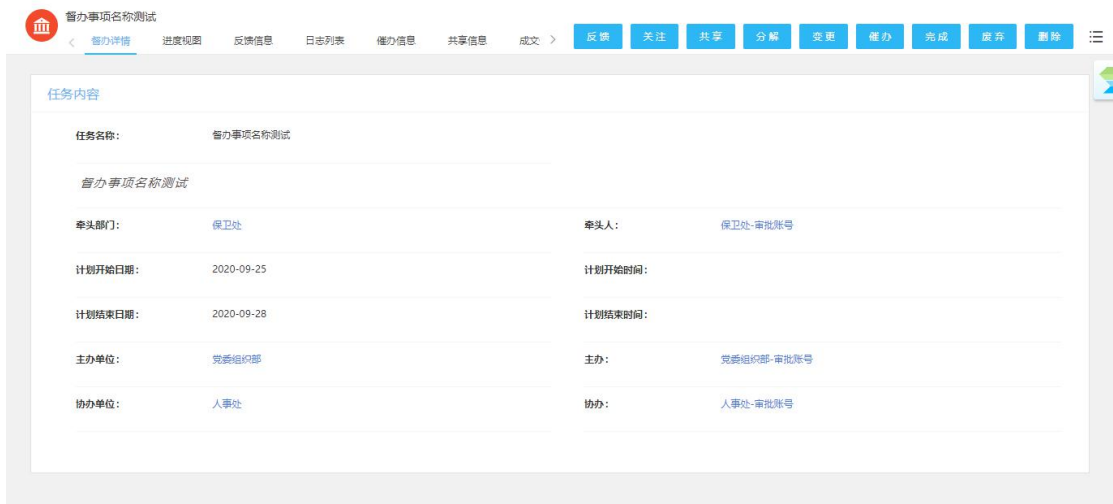 督办事项名称测试
督办详情 进度视图 反馈信息 日志列表 催办信息 共享信息 成文 反馈 关注 共享 分解 变更 催办 完成 废弃 删除
任务内容
任务名称： 督办事项名称测试
督办事项名称测试
牵头部门： 保卫处 牵头人： 保卫处-审批账号
计划开始日期： 2020-09-25 计划开始时间：
计划结束日期： 2020-09-28 计划结束时间：
主办单位： 党委组织部 主办： 党委组织部-审批账号
协办单位： 人事处 协办： 人事处-审批账号